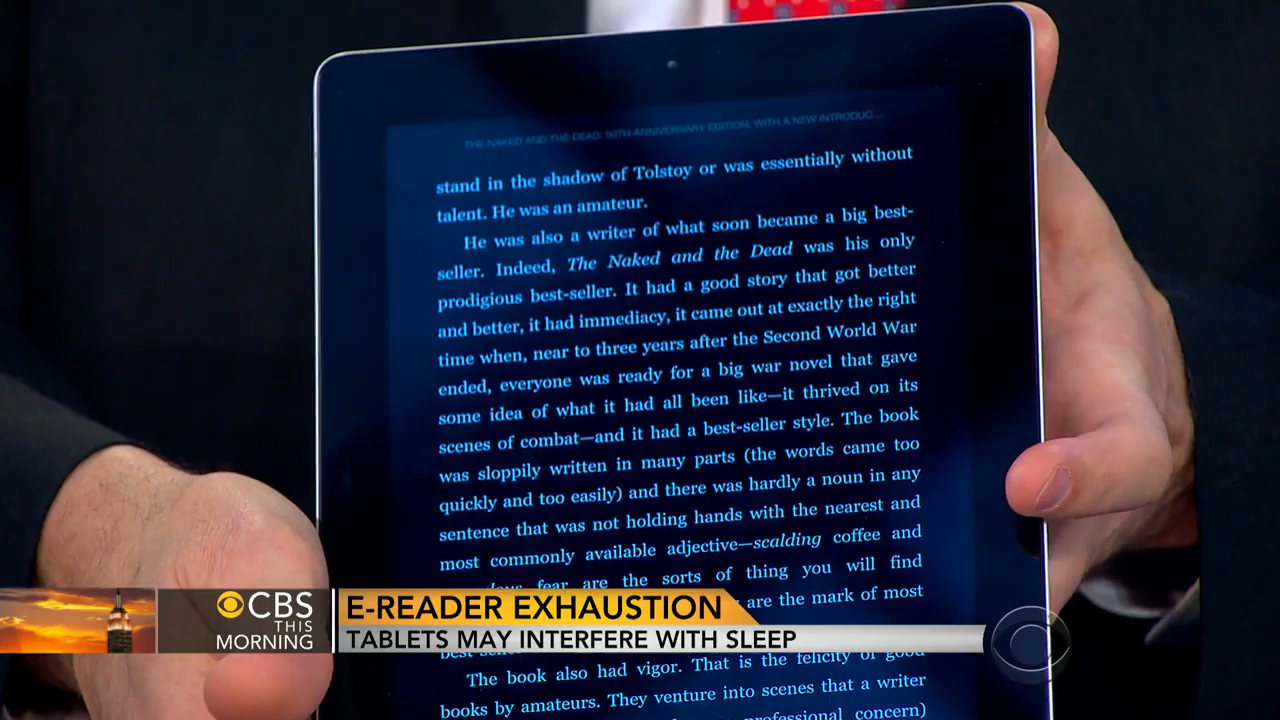 THE NAKED AND THE DEAD: 50TH ANNIVERSARY EDITION, WITH A NEW INTRODUC...
stand in the shadow of Tolstoy or was essentially without
talent. He was an amateur.
He was also a writer of what soon became a big best-
seller. Indeed, The Naked and the Dead was his only
prodigious best-seller. It had a good story that got better
and better, it had immediacy, it came out at exactly the right
time when, near to three years after the Second World War
ended, everyone was ready for a big war novel that gave
some idea of what it had all been like—it thrived on its
scenes of combat—and it had a best-seller style. The book
was sloppily written in many parts (the words came too
quickly and too easily) and there was hardly a noun in any
sentence that was not holding hands with the nearest and
most commonly available adjective—scalding coffee and
fear are the sorts of thing you will find
are the mark of most
The book also had vigor. That is the felicity of good
books by amateurs. They venture into scenes that a writer
professional concern)
CBS
THIS
MORNING
E-READER EXHAUSTION
TABLETS MAY INTERFERE WITH SLEEP